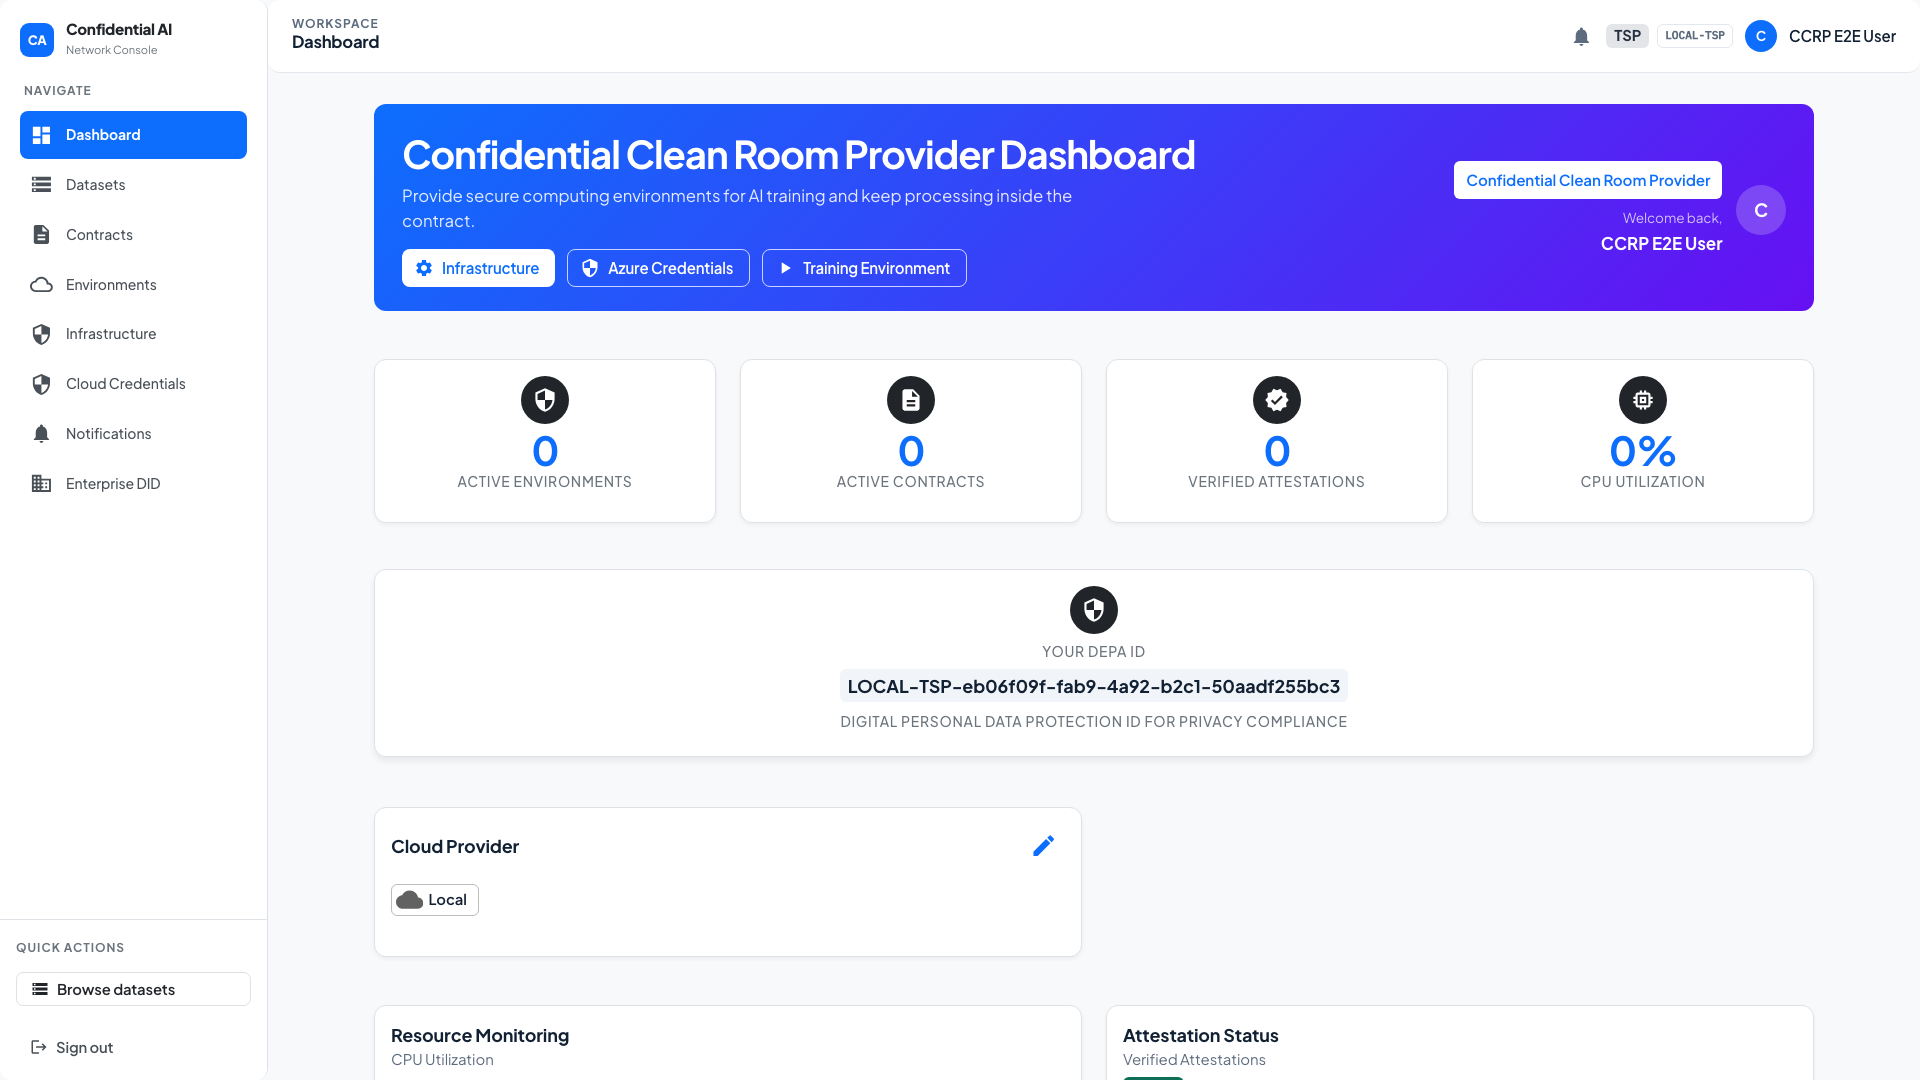 CA
Confidential AI
Network Console
NAVIGATE
Dashboard
Datasets
Contracts
Environments
Infrastructure
Cloud Credentials
Notifications
Enterprise DID
QUICK ACTIONS
Browse datasets
Sign out
WORKSPACE
Dashboard
TSP
LOCAL-TSP
C
CCRP E2E User
Confidential Clean Room Provider Dashboard
Provide secure computing environments for AI training and keep processing inside the
contract.
Infrastructure
Azure Credentials
Training Environment
Confidential Clean Room Provider
Welcome back,
CCRP E2E User
C
0
ACTIVE ENVIRONMENTS
0
ACTIVE CONTRACTS
0
VERIFIED ATTESTATIONS
0%
CPU UTILIZATION
YOUR DEPA ID
LOCAL-TSP-eb06f09f-fab9-4a92-b2c1-50aadf255bc3
DIGITAL PERSONAL DATA PROTECTION ID FOR PRIVACY COMPLIANCE
Cloud Provider
Local
Resource Monitoring
CPU Utilization
Attestation Status
Verified Attestations